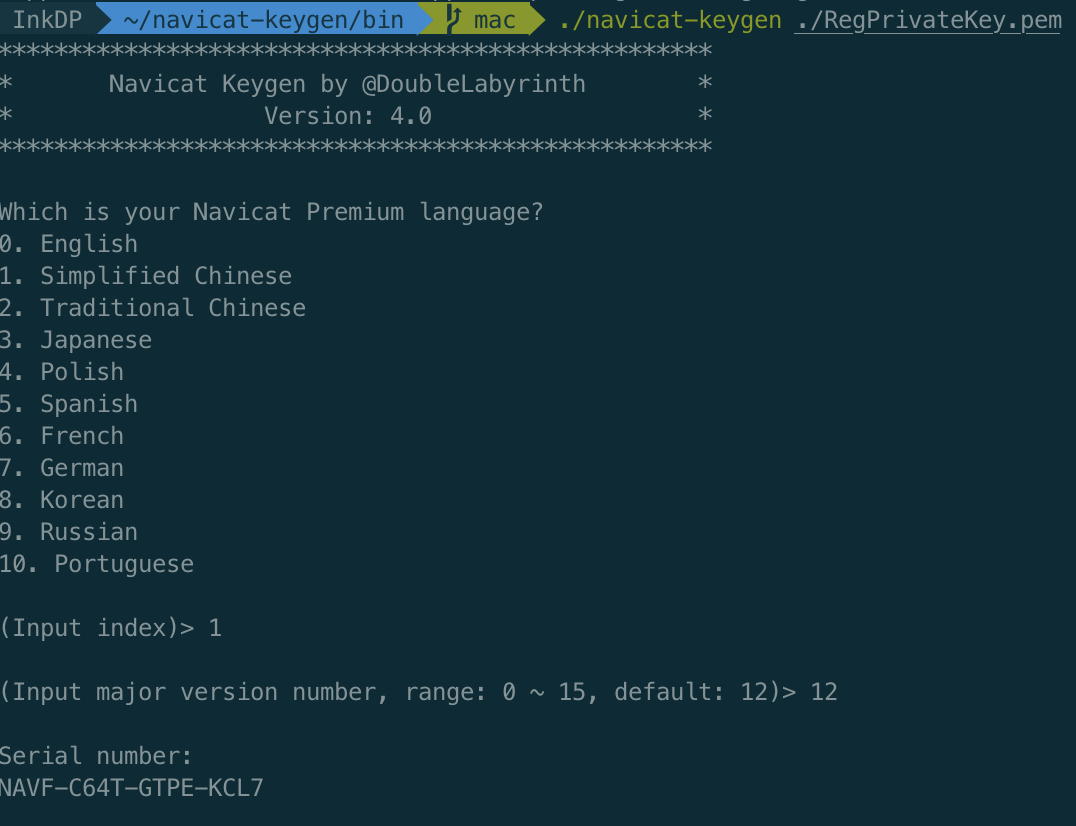 InkDP ~/navicat-keygen/bin mac ./navicat-keygen ./RegPrivateKey.pem
***************************************************
* Navicat Keygen by @DoubleLabyrinth *
* Version: 4.0 *
***************************************************
Which is your Navicat Premium language?
0. English
1. Simplified Chinese
2. Traditional Chinese
3. Japanese
4. Polish
5. Spanish
6. French
7. German
8. Korean
9. Russian
10. Portuguese
(Input index)> 1
(Input major version number, range: 0 ~ 15, default: 12)> 12
Serial number:
NAVF-C64T-GTPE-KCL7